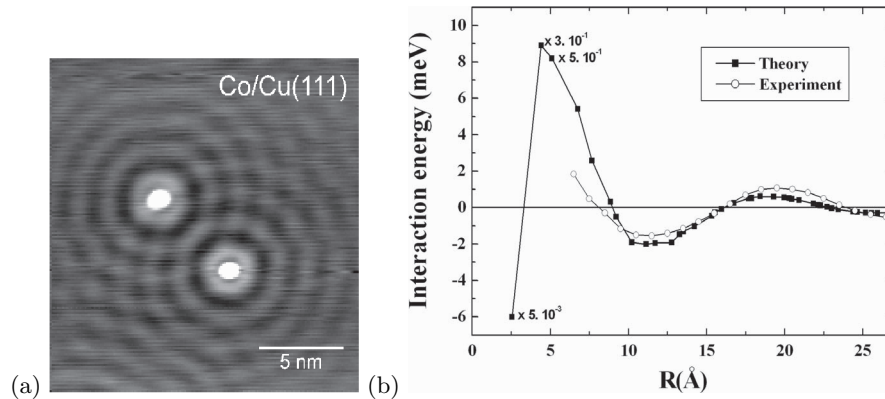 Co/Cu(111)
5 nm
(a)
(b)
Interaction energy (meV)
10
8
6
4
2
0
-2
-4
-6
x 3. 10⁻¹
x 5. 10⁻¹
x 5. 10⁻³
Theory
Experiment
0
5
10
15
20
25
R(Å)